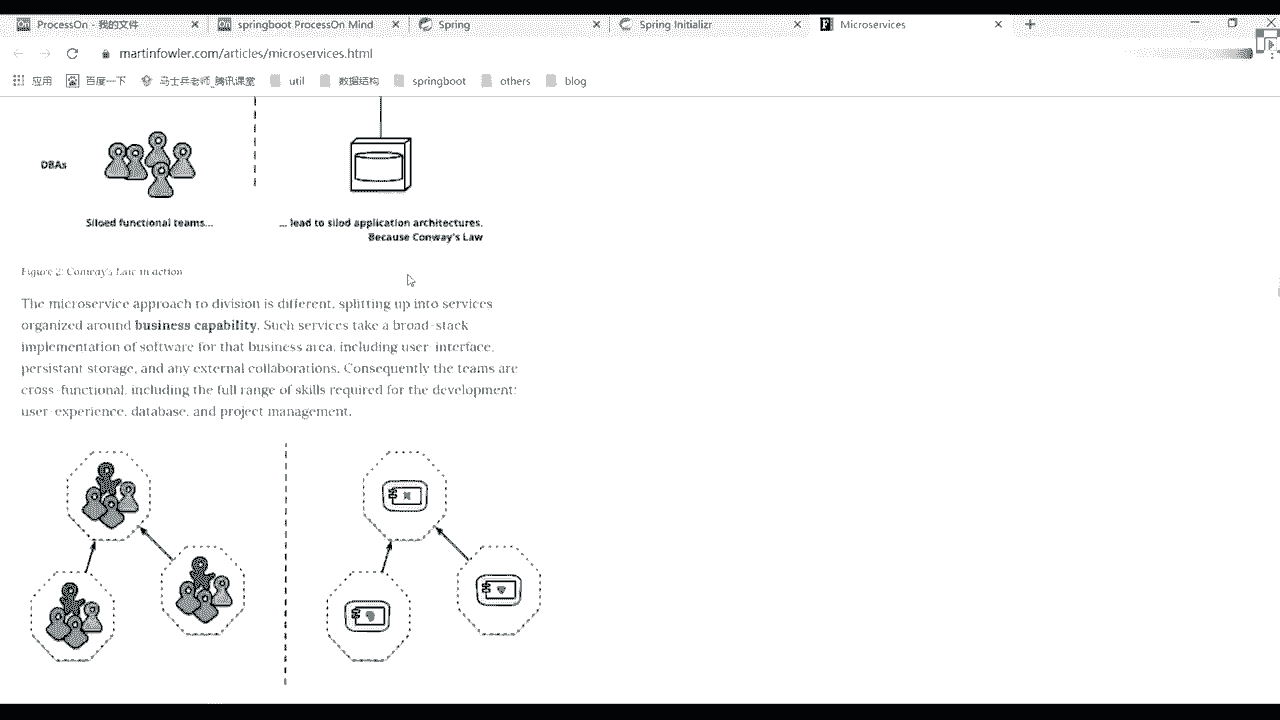 ProcessOn - 我的文件
springboot ProcessOn Mind
Spring
Spring Initializr
Microservices
martinfowler.com/articles/microservices.html
应用
百度一下
马士兵老师_腾讯课堂
util
数据结构
springboot
others
blog
DBAs
Siloed functional teams...
... lead to silod application architectures.
Because Conway's Law
Figure 2: Conway's Law in action
The microservice approach to division is different, splitting up into services
organized around business capability. Such services take a broad-stack
implementation of software for that business area, including user-interface,
persistant storage, and any external collaborations. Consequently the teams are
cross-functional, including the full range of skills required for the development:
user-experience, database, and project management.